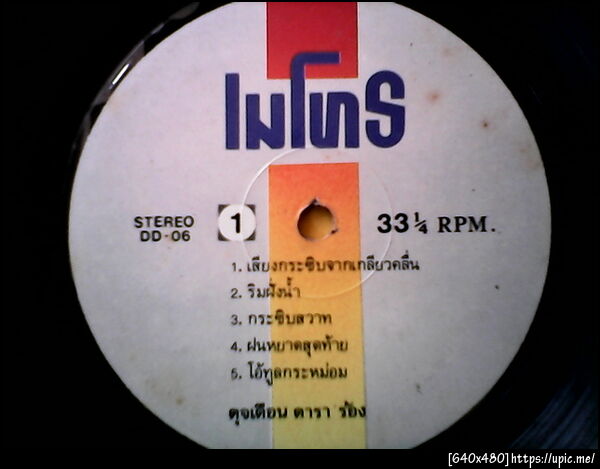 เมโทร
STEREO
DD-06
1
33 ¼ RPM.
1. เสียงกระซิบจากเกลียวคลื่น
2. ริมฝั่งน้ำ
3. กระซิบสวาท
4. ฝนหยาดสุดท้าย
5. โอ้ทูลกระหม่อม
ดุจเดือน ดารา ร้อง
[640x480]https://upic.me/